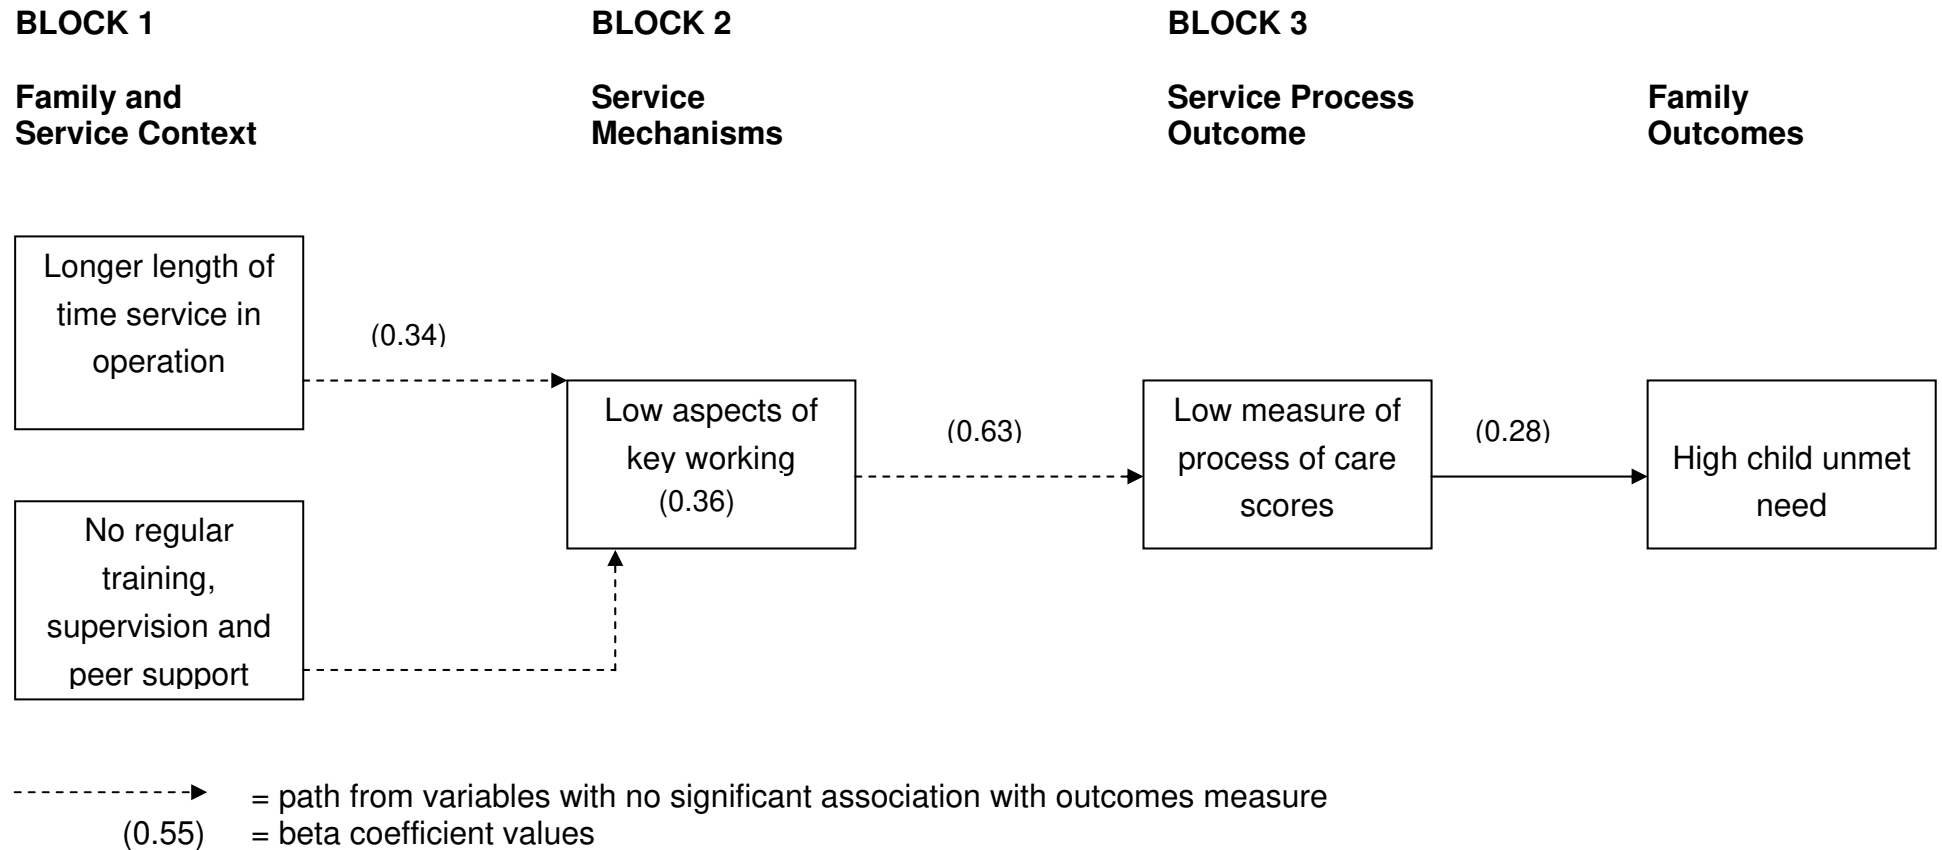 BLOCK 1
BLOCK 2
BLOCK 3
Family and
Service Context
Service
Mechanisms
Service Process
Outcome
Family
Outcomes
Longer length of
time service in
operation
(0.34)
Low aspects of
key working
(0.36)
(0.63)
Low measure of
process of care
scores
(0.28)
High child unmet
need
No regular
training,
supervision and
peer support
= path from variables with no significant association with outcomes measure
(0.55) = beta coefficient values